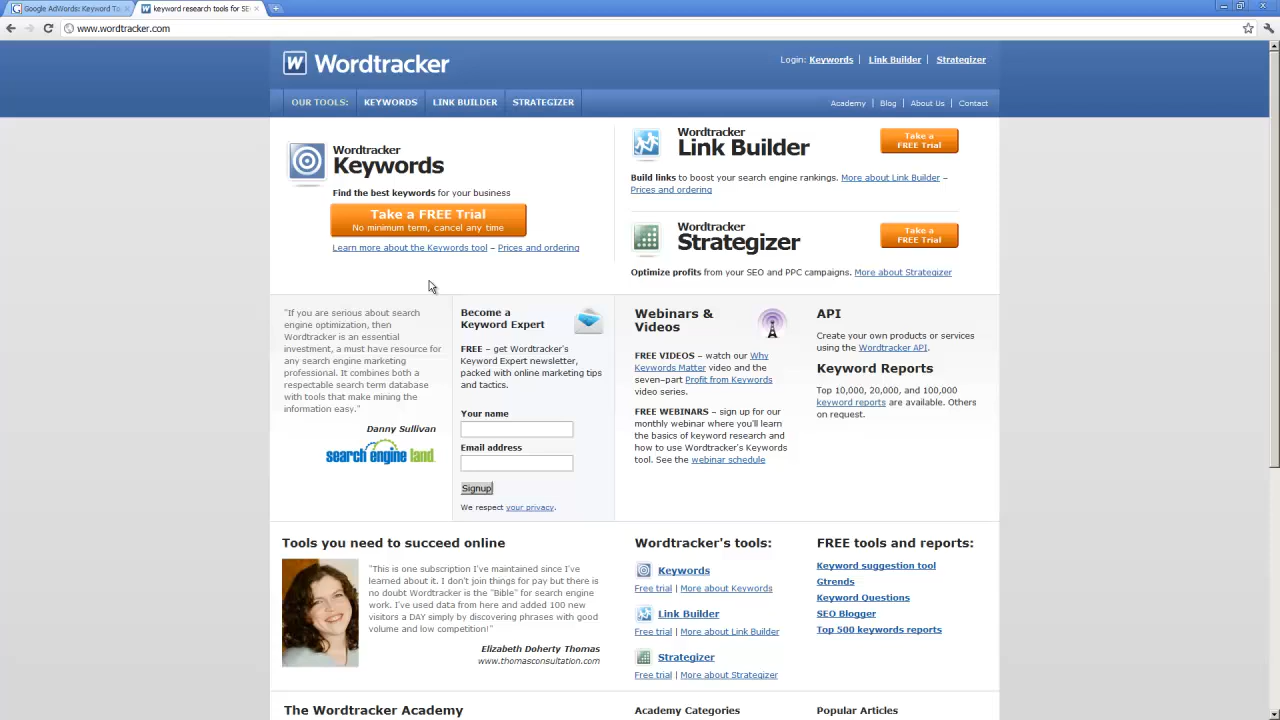 Google AdWords: Keyword To
keyword research tools for SE
www.wordtracker.com
W Wordtracker
Login: Keywords | Link Builder | Strategizer
OUR TOOLS: KEYWORDS LINK BUILDER STRATEGIZER
Academy | Blog | About Us | Contact
Wordtracker
Keywords
Find the best keywords for your business
Take a FREE Trial
No minimum term, cancel any time
Learn more about the Keywords tool – Prices and ordering
Wordtracker
Link Builder
Take a
FREE Trial
Build links to boost your search engine rankings. More about Link Builder –
Prices and ordering
Wordtracker
Strategizer
Take a
FREE Trial
Optimize profits from your SEO and PPC campaigns. More about Strategizer
"If you are serious about search
engine optimization, then
Wordtracker is an essential
investment, a must have resource for
any search engine marketing
professional. It combines both a
respectable search term database
with tools that make mining the
information easy."
Danny Sullivan
search engine land
Become a
Keyword Expert
FREE – get Wordtracker's
Keyword Expert newsletter,
packed with online marketing tips
and tactics.
Your name
Email address
Signup
We respect your privacy.
Webinars &
Videos
FREE VIDEOS – watch our Why
Keywords Matter video and the
seven–part Profit from Keywords
video series.
FREE WEBINARS – sign up for our
monthly webinar where you'll learn
the basics of keyword research and
how to use Wordtracker's Keywords
tool. See the webinar schedule
API
Create your own products or services
using the Wordtracker API.
Keyword Reports
Top 10,000, 20,000, and 100,000
keyword reports are available. Others
on request.
Tools you need to succeed online
"This is one subscription I've maintained since I've
learned about it. I don't join things for pay but there is
no doubt Wordtracker is the "Bible" for search engine
work. I've used data from here and added 100 new
visitors a DAY simply by discovering phrases with good
volume and low competition!"
Elizabeth Doherty Thomas
www.thomasconsultation.com
Wordtracker's tools:
Keywords
Free trial | More about Keywords
Link Builder
Free trial | More about Link Builder
Strategizer
Free trial | More about Strategizer
FREE tools and reports:
Keyword suggestion tool
Gtrends
Keyword Questions
SEO Blogger
Top 500 keywords reports
The Wordtracker Academy
Academy Categories
Popular Articles